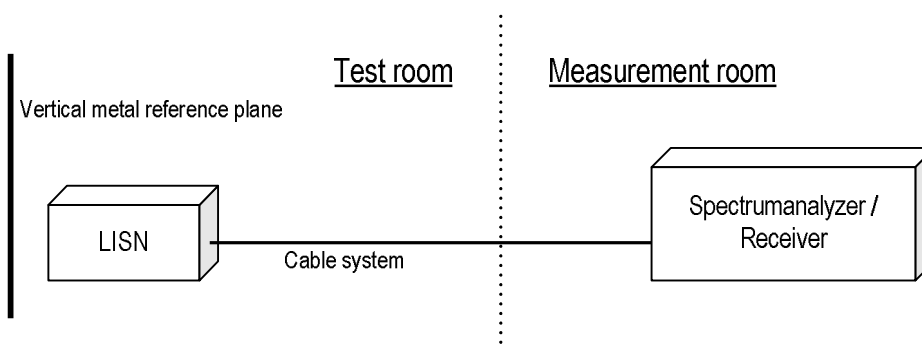 Test room
Measurement room
Vertical metal reference plane
LISN
Cable system
Spectrumanalyzer /
Receiver